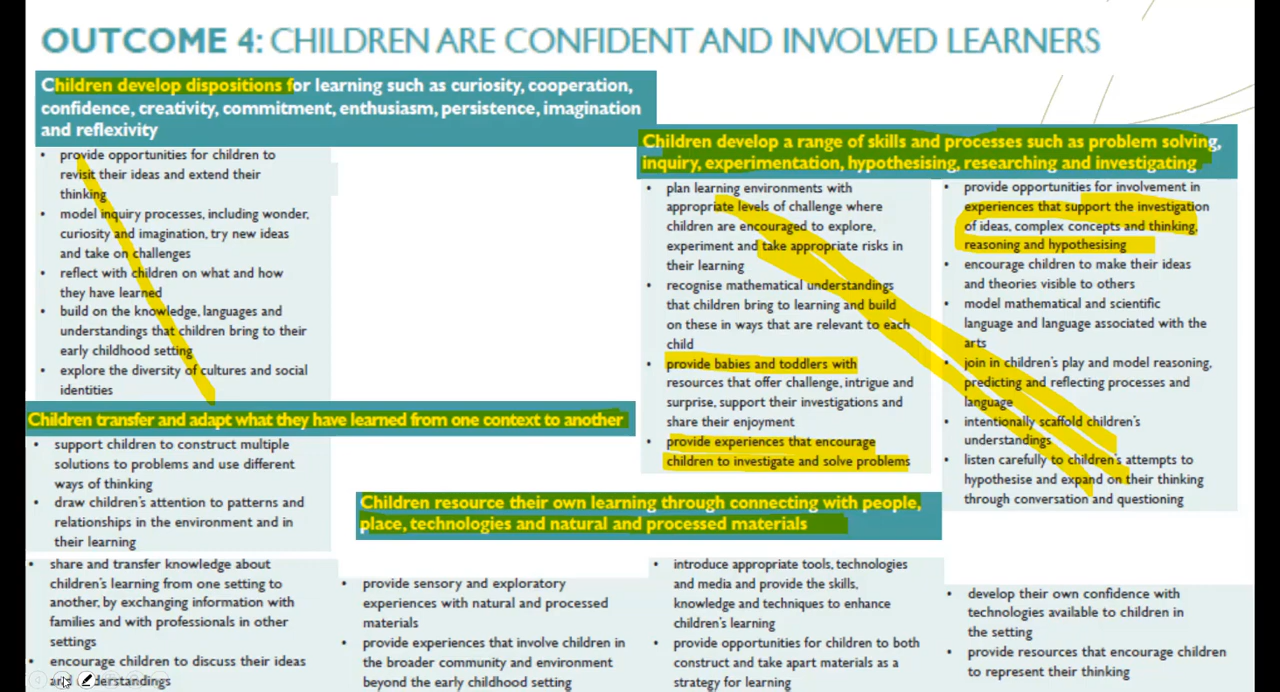 OUTCOME 4: CHILDREN ARE CONFIDENT AND INVOLVED LEARNERS
Children develop dispositions for learning such as curiosity, cooperation,
confidence, creativity, commitment, enthusiasm, persistence, imagination
and reflexivity
• provide opportunities for children to
revisit their ideas and extend their
thinking
• model inquiry processes, including wonder,
curiosity and imagination, try new ideas
and take on challenges
• reflect with children on what and how
they have learned
• build on the knowledge, languages and
understandings that children bring to their
early childhood setting
• explore the diversity of cultures and social
identities
Children transfer and adapt what they have learned from one context to another
• support children to construct multiple
solutions to problems and use different
ways of thinking
• draw children's attention to patterns and
relationships in the environment and in
their learning
• share and transfer knowledge about
children's learning from one setting to
another, by exchanging information with
families and with professionals in other
settings
• encourage children to discuss their ideas
and understandings
Children develop a range of skills and processes such as problem solving,
inquiry, experimentation, hypothesising, researching and investigating
• plan learning environments with
appropriate levels of challenge where
children are encouraged to explore,
experiment and take appropriate risks in
their learning
• recognise mathematical understandings
that children bring to learning and build
on these in ways that are relevant to each
child
• provide babies and toddlers with
resources that offer challenge, intrigue and
surprise, support their investigations and
share their enjoyment
• provide experiences that encourage
children to investigate and solve problems
• provide opportunities for involvement in
experiences that support the investigation
of ideas, complex concepts and thinking,
reasoning and hypothesising
• encourage children to make their ideas
and theories visible to others
• model mathematical and scientific
language and language associated with the
arts
• join in children's play and model reasoning,
predicting and reflecting processes and
language
• intentionally scaffold children's
understandings
• listen carefully to children's attempts to
hypothesise and expand on their thinking
through conversation and questioning
Children resource their own learning through connecting with people,
place, technologies and natural and processed materials
• provide sensory and exploratory
experiences with natural and processed
materials
• provide experiences that involve children in
the broader community and environment
beyond the early childhood setting
• introduce appropriate tools, technologies
and media and provide the skills,
knowledge and techniques to enhance
children's learning
• provide opportunities for children to both
construct and take apart materials as a
strategy for learning
• develop their own confidence with
technologies available to children in
the setting
• provide resources that encourage children
to represent their thinking